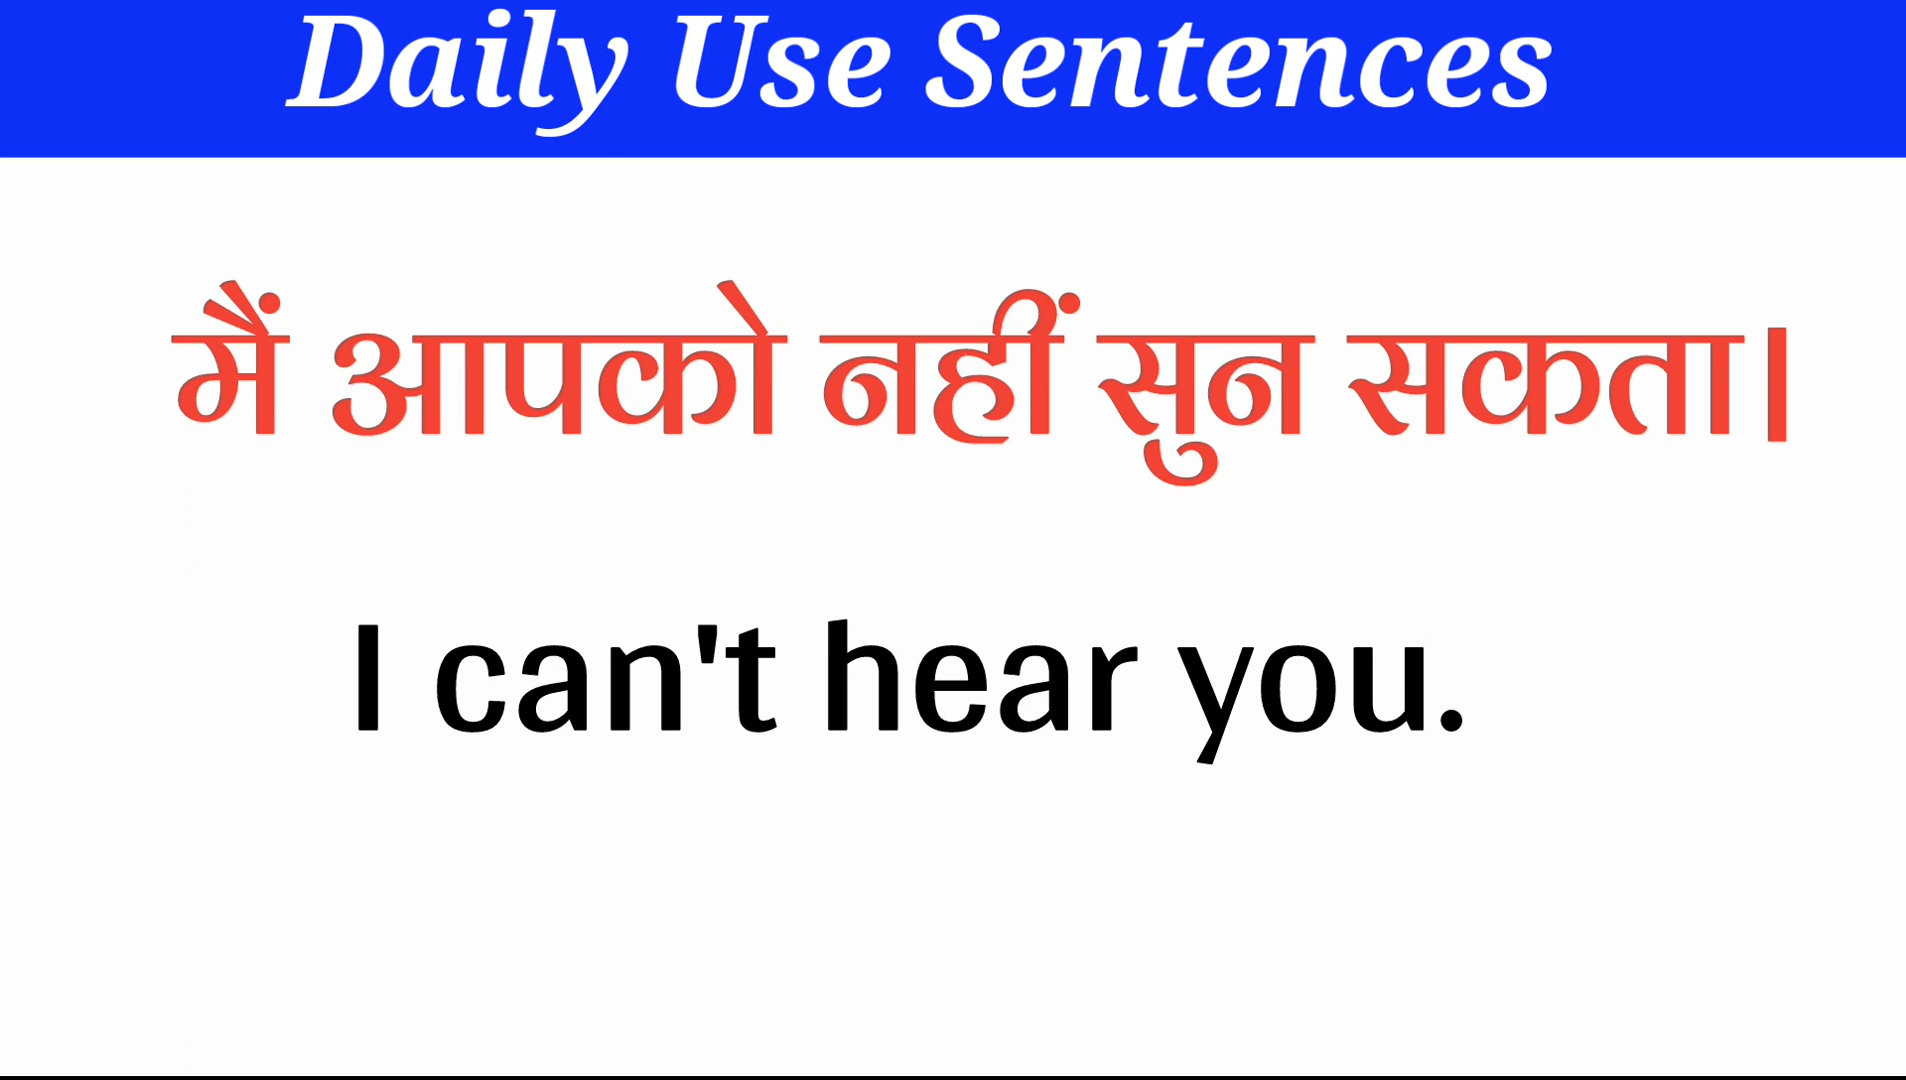 Daily Use Sentences
मैं आपको नहीं सुन सकता।
I can't hear you.